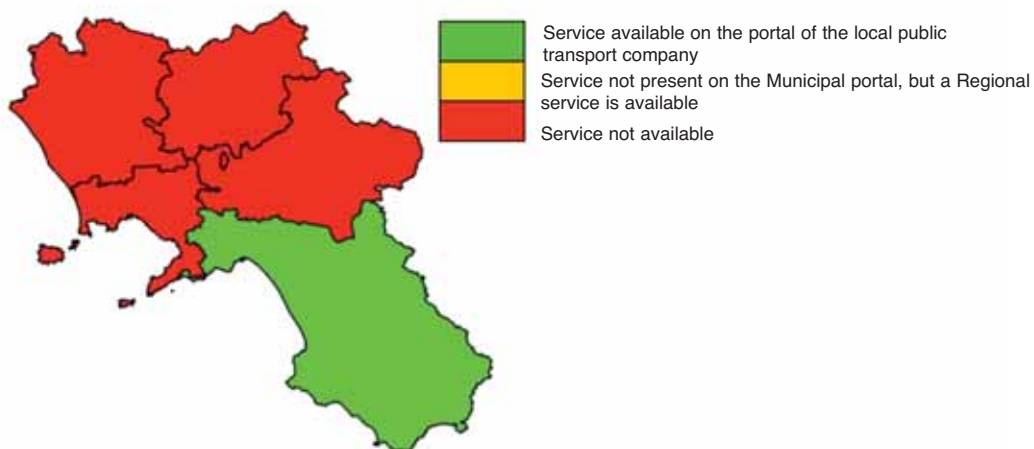 Service available on the portal of the local public
transport company
Service not present on the Municipal portal, but a Regional
service is available
Service not available